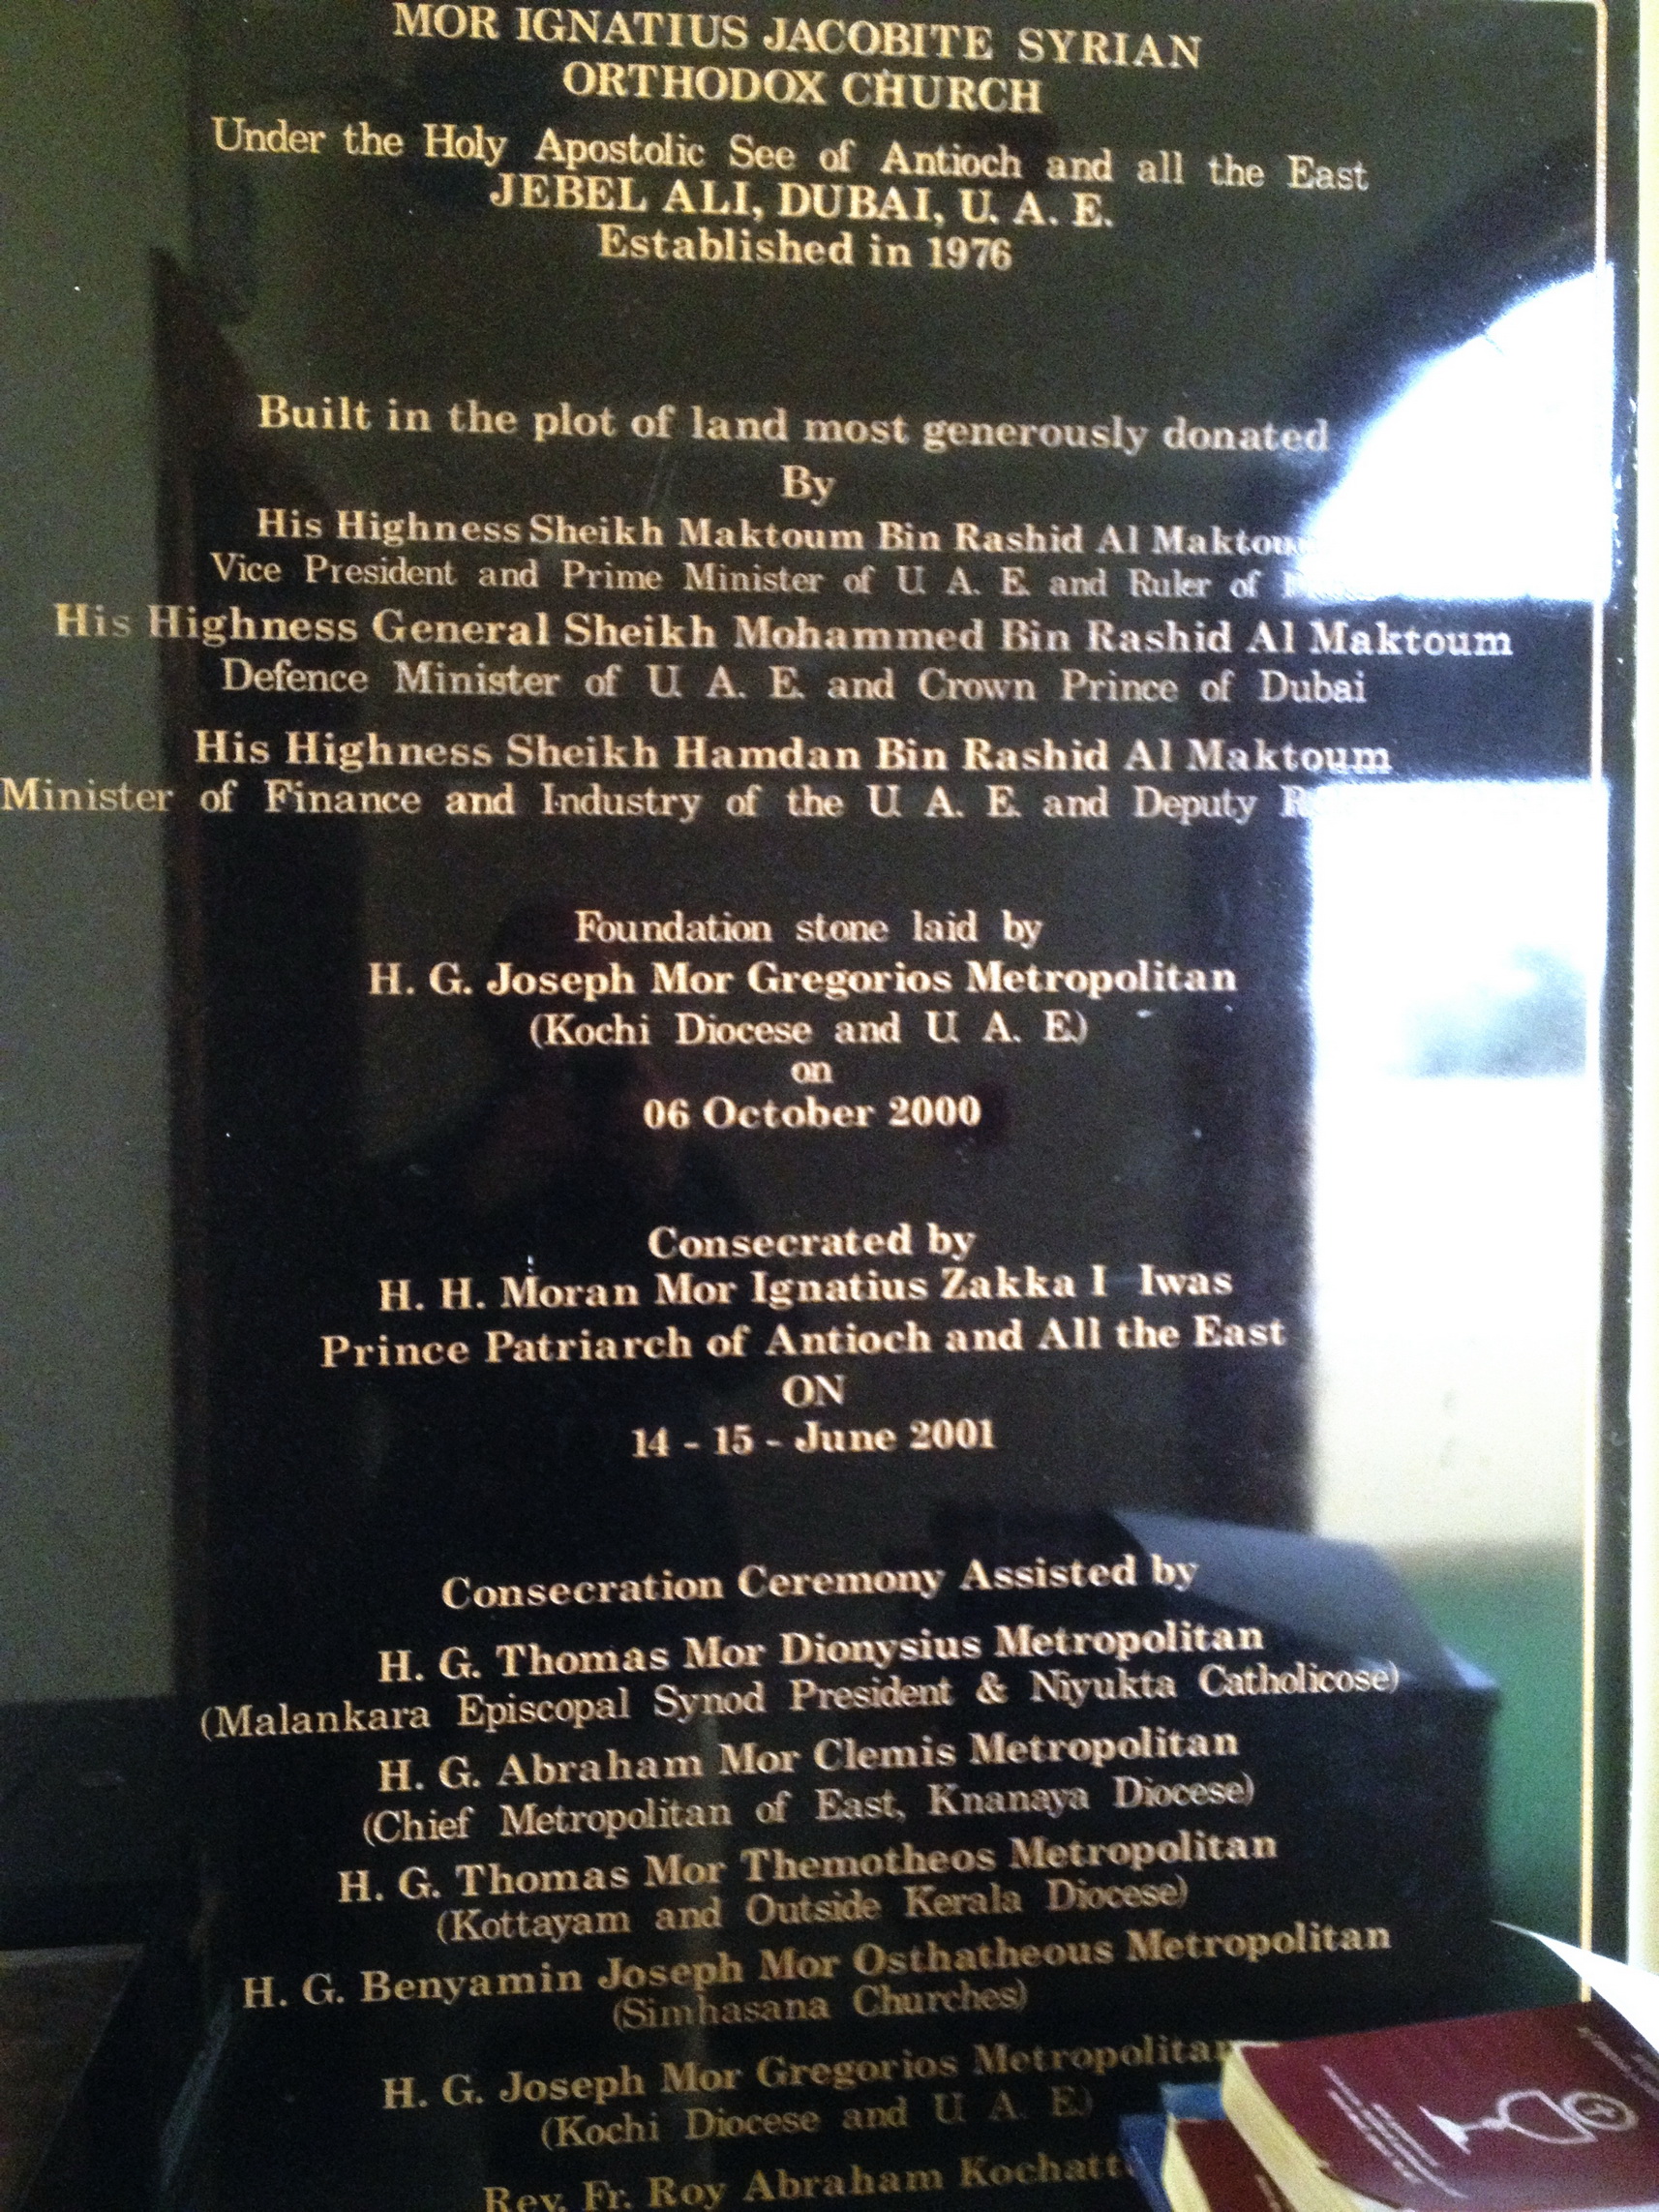 MOR IGNATIUS JACOBITE SYRIAN
ORTHODOX CHURCH
Under the Holy Apostolic See of Antioch and all the East
JEBEL ALI, DUBAI, U. A. E.
Established in 1976
Built in the plot of land most generously donated
By
His Highness Sheikh Maktoum Bin Rashid Al Maktoum
Vice President and Prime Minister of U. A. E. and Ruler of
His Highness General Sheikh Mohammed Bin Rashid Al Maktoum
Defence Minister of U. A. E. and Crown Prince of Dubai
His Highness Sheikh Hamdan Bin Rashid Al Maktoum
Minister of Finance and Industry of the U. A. E. and Deputy
Foundation stone laid by
H. G. Joseph Mor Gregorios Metropolitan
(Kochi Diocese and U. A. E.)
on
06 October 2000
Consecrated by
H. H. Moran Mor Ignatius Zakka I Iwas
Prince Patriarch of Antioch and All the East
ON
14 - 15 - June 2001
Consecration Ceremony Assisted by
H. G. Thomas Mor Dionysius Metropolitan
(Malankara Episcopal Synod President & Niyukta Catholicose)
H. G. Abraham Mor Clemis Metropolitan
(Chief Metropolitan of East, Knanaya Diocese)
H. G. Thomas Mor Themotheos Metropolitan
(Kottayam and Outside Kerala Diocese)
H. G. Benyamin Joseph Mor Osthatheous Metropolitan
(Simhasana Churches)
H. G. Joseph Mor Gregorios Metropolitan
(Kochi Diocese and U. A. E.)
Rev. Fr. Roy Abraham